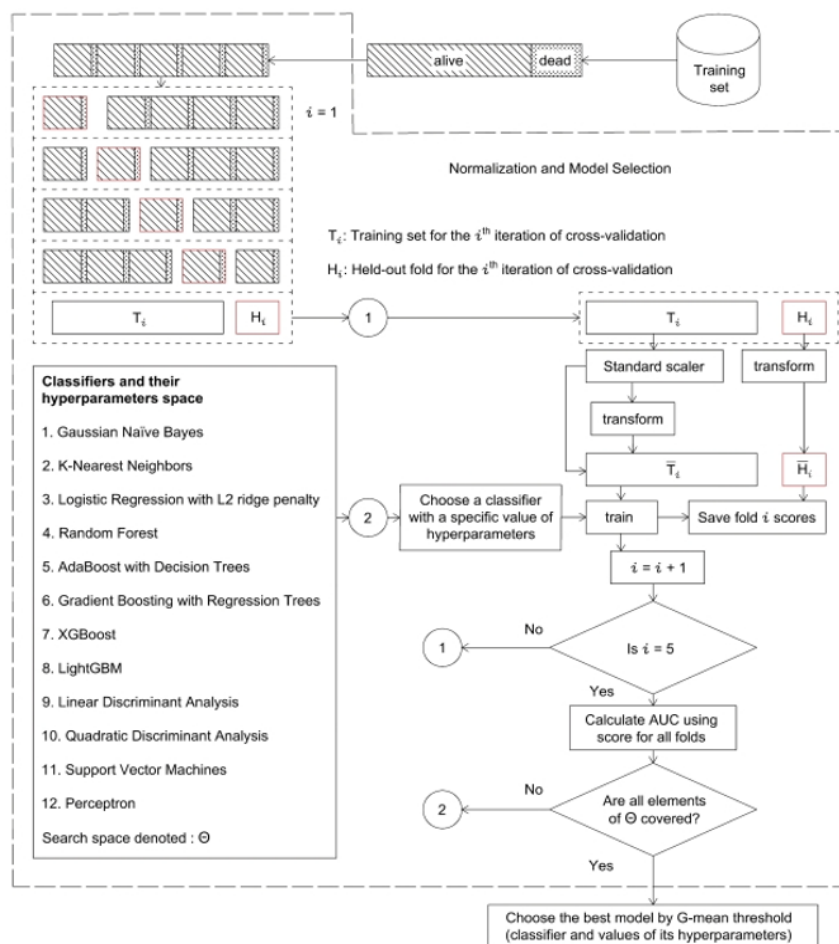 alive
dead
Training
set
i = 1
Normalization and Model Selection
Tᵢ: Training set for the iᵗʰ iteration of cross-validation
Hᵢ: Held-out fold for the iᵗʰ iteration of cross-validation
Tᵢ
Hᵢ
1
Tᵢ
Hᵢ
Standard scaler
transform
transform
T̅ᵢ
H̅ᵢ
Classifiers and their
hyperparameters space
1. Gaussian Naïve Bayes
2. K-Nearest Neighbors
3. Logistic Regression with L2 ridge penalty
4. Random Forest
5. AdaBoost with Decision Trees
6. Gradient Boosting with Regression Trees
7. XGBoost
8. LightGBM
9. Linear Discriminant Analysis
10. Quadratic Discriminant Analysis
11. Support Vector Machines
12. Perceptron
Search space denoted : Θ
2
Choose a classifier
with a specific value of
hyperparameters
train
Save fold i scores
i = i + 1
No
Is i = 5
1
Yes
Calculate AUC using
score for all folds
No
Are all elements
of Θ covered?
2
Yes
Choose the best model by G-mean threshold
(classifier and values of its hyperparameters)